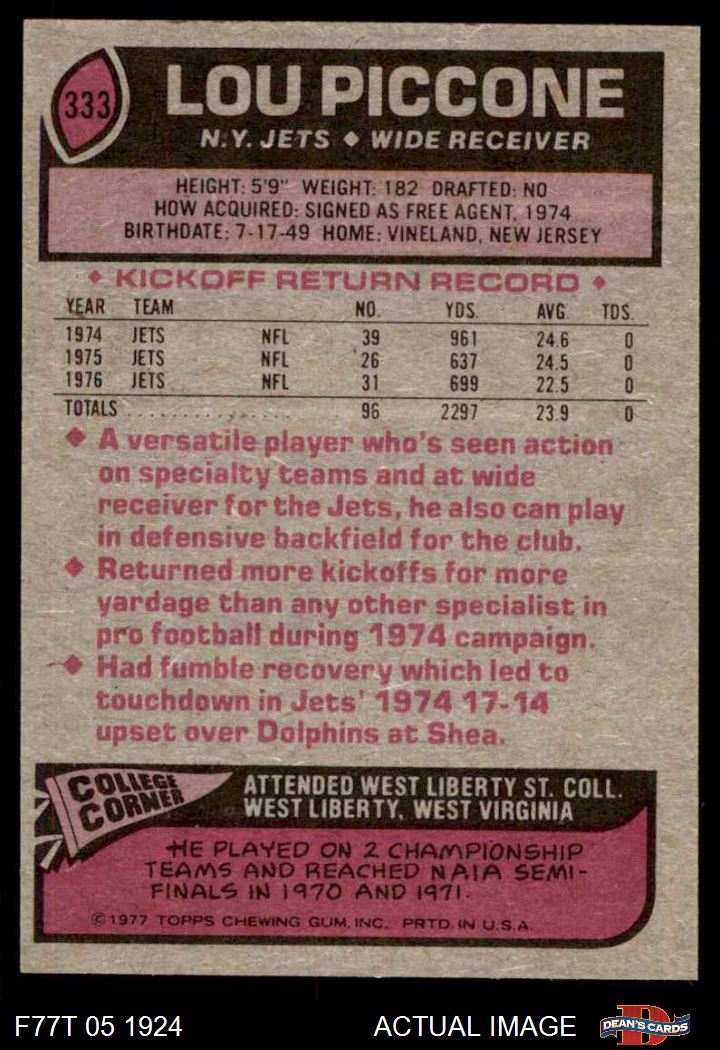 333
LOU PICCONE
N.Y. JETS ◆ WIDE RECEIVER
HEIGHT: 5'9" WEIGHT: 182 DRAFTED: NO
HOW ACQUIRED: SIGNED AS FREE AGENT, 1974
BIRTHDATE: 7-17-49 HOME: VINELAND, NEW JERSEY
◆ KICKOFF RETURN RECORD ◆
YEAR TEAM NO. YDS. AVG. TDS.
1974 JETS NFL 39 961 24.6 0
1975 JETS NFL 26 637 24.5 0
1976 JETS NFL 31 699 22.5 0
TOTALS . . . . . . . . . . . . . . . 96 2297 23.9 0
◆ A versatile player who's seen action
on specialty teams and at wide
receiver for the Jets, he also can play
in defensive backfield for the club.
◆ Returned more kickoffs for more
yardage than any other specialist in
pro football during 1974 campaign.
◆ Had fumble recovery which led to
touchdown in Jets' 1974 17-14
upset over Dolphins at Shea.
COLLEGE
CORNER
ATTENDED WEST LIBERTY ST. COLL.
WEST LIBERTY, WEST VIRGINIA
HE PLAYED ON 2 CHAMPIONSHIP
TEAMS AND REACHED NAIA SEMI-
FINALS IN 1970 AND 1971.
© 1977 TOPPS CHEWING GUM, INC. PRTD. IN U.S.A.
F77T 05 1924 ACTUAL IMAGE
D
DEAN'S CARDS